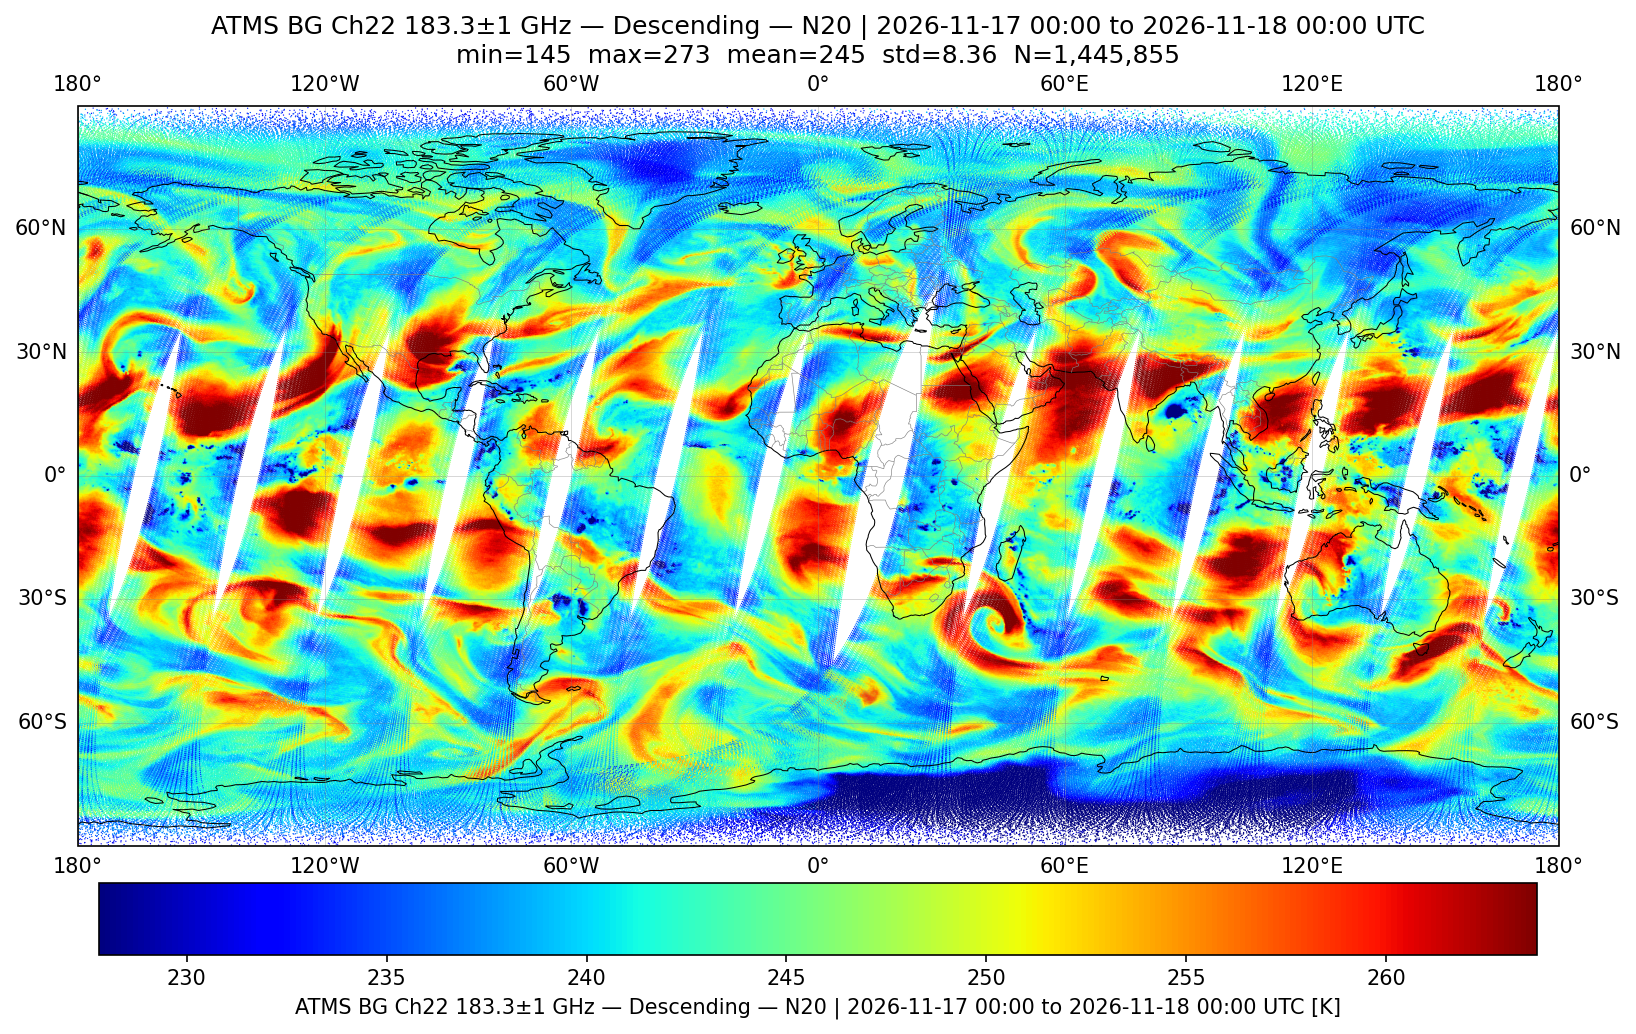 ATMS BG Ch22 183.3±1 GHz — Descending — N20 | 2026-11-17 00:00 to 2026-11-18 00:00 UTC
min=145 max=273 mean=245 std=8.36 N=1,445,855
180° 120°W 60°W 0° 60°E 120°E 180°
60°N 60°N
30°N 30°N
0° 0°
30°S 30°S
60°S 60°S
180° 120°W 60°W 0° 60°E 120°E 180°
230 235 240 245 250 255 260
ATMS BG Ch22 183.3±1 GHz — Descending — N20 | 2026-11-17 00:00 to 2026-11-18 00:00 UTC [K]